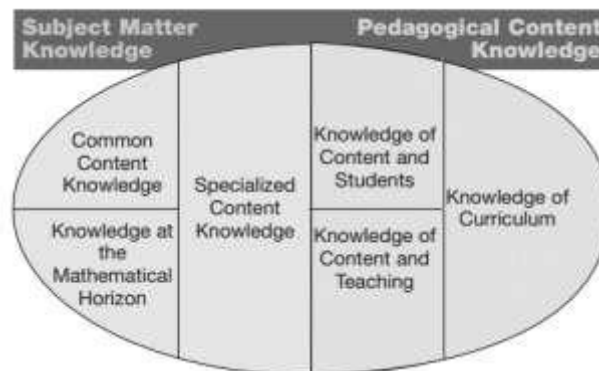 Subject Matter
Knowledge
Pedagogical Content
Knowledge
Common
Content
Knowledge
Knowledge at
the
Mathematical
Horizon
Specialized
Content
Knowledge
Knowledge of
Content and
Students
Knowledge of
Content and
Teaching
Knowledge of
Curriculum